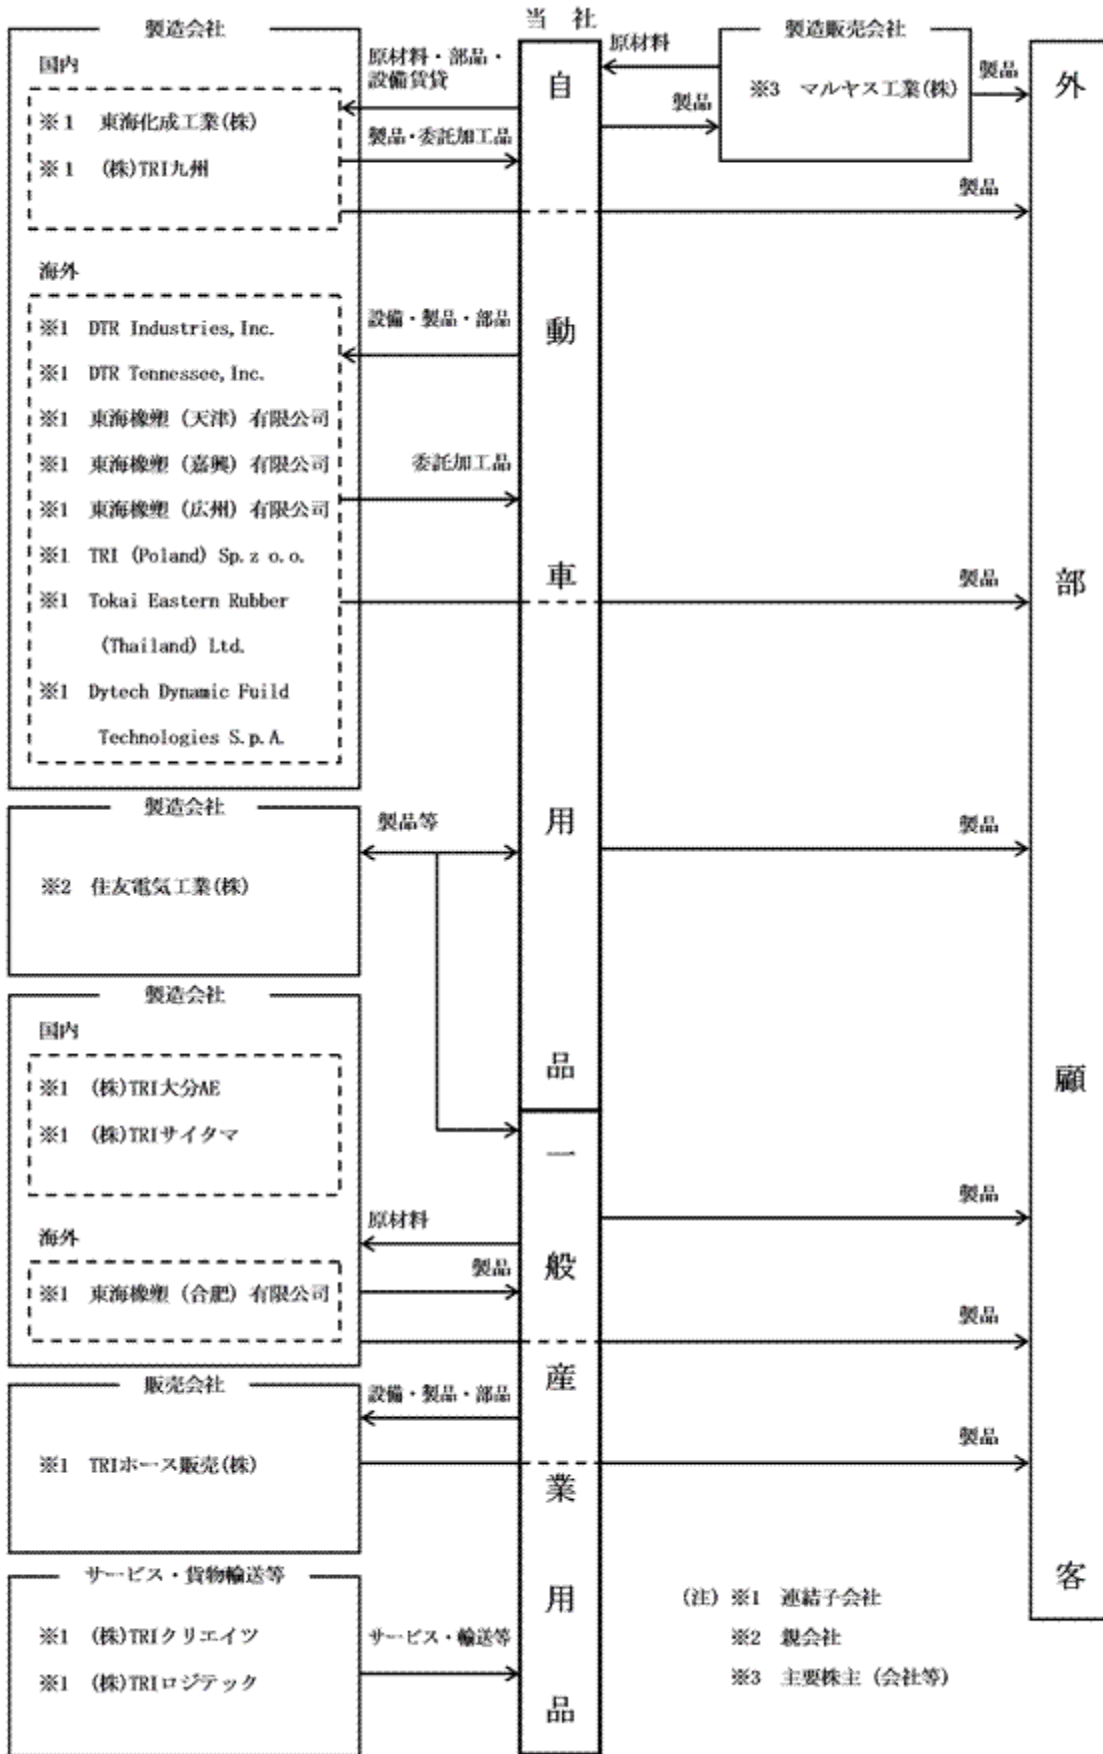 当 社
製造会社
国内
※1 東海化成工業(株)
※1 (株)TRI九州
海外
※1 DTR Industries,Inc.
※1 DTR Tennessee,Inc.
※1 東海橡塑（天津）有限公司
※1 東海橡塑（嘉興）有限公司
※1 東海橡塑（広州）有限公司
※1 TRI (Poland) Sp.z o.o.
※1 Tokai Eastern Rubber
(Thailand) Ltd.
※1 Dytech Dynamic Fuild
Technologies S.p.A.
原材料・部品・
設備賃貸
製品・委託加工品
設備・製品・部品
委託加工品
自動車用品
原材料
製品
製造販売会社
※3 マルヤス工業(株)
製品
製品
製品
製品
外部顧客
製造会社
※2 住友電気工業(株)
製品等
製造会社
国内
※1 (株)TRI大分AE
※1 (株)TRIサイタマ
海外
※1 東海橡塑（合肥）有限公司
原材料
製品
一般産業用品
製品
製品
販売会社
※1 TRIホース販売(株)
設備・製品・部品
製品
サービス・貨物輸送等
※1 (株)TRIクリエイツ
※1 (株)TRIロジテック
サービス・輸送等
(注) ※1 連結子会社
※2 親会社
※3 主要株主（会社等）